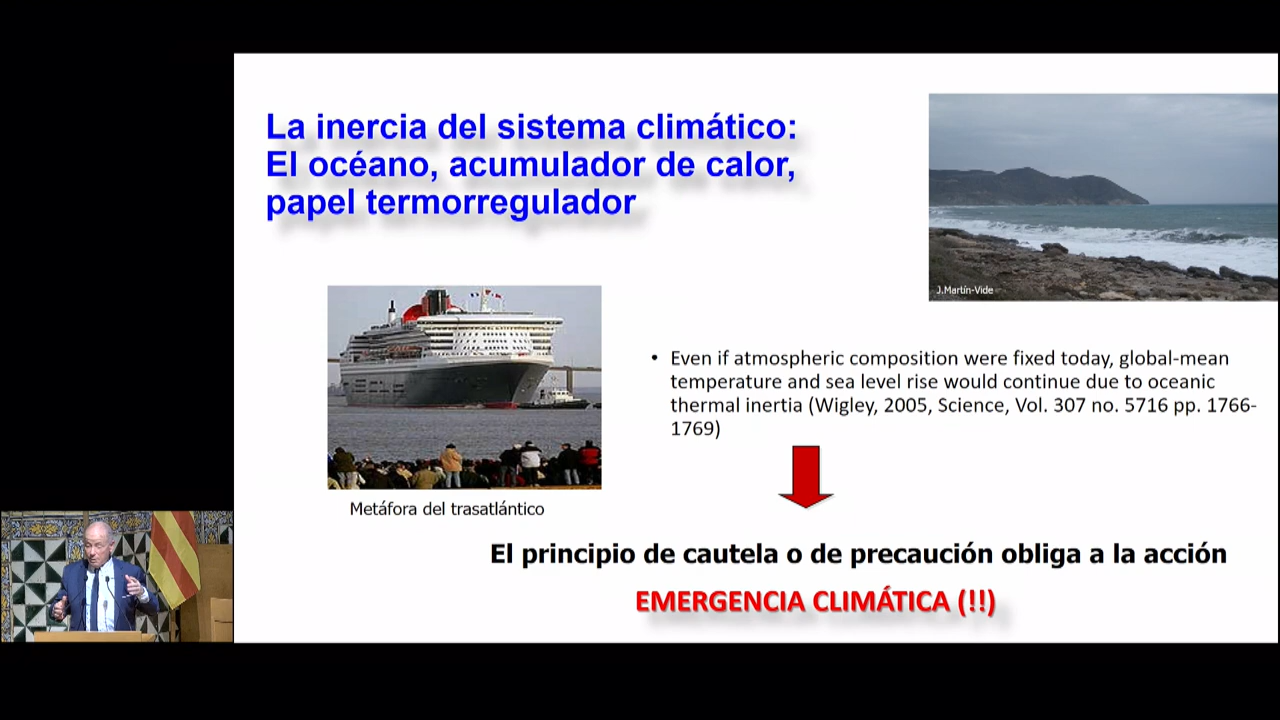 La inercia del sistema climático:
El océano, acumulador de calor,
papel termorregulador
J.Martín-Vide
• Even if atmospheric composition were fixed today, global-mean
temperature and sea level rise would continue due to oceanic
thermal inertia (Wigley, 2005, Science, Vol. 307 no. 5716 pp. 1766-
1769)
Metáfora del trasatlántico
El principio de cautela o de precaución obliga a la acción
EMERGENCIA CLIMÁTICA (!!)